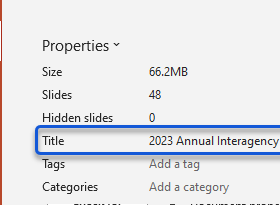 Properties
Size 66.2MB
Slides 48
Hidden slides 0
Title 2023 Annual Interagency
Tags Add a tag
Categories Add a category